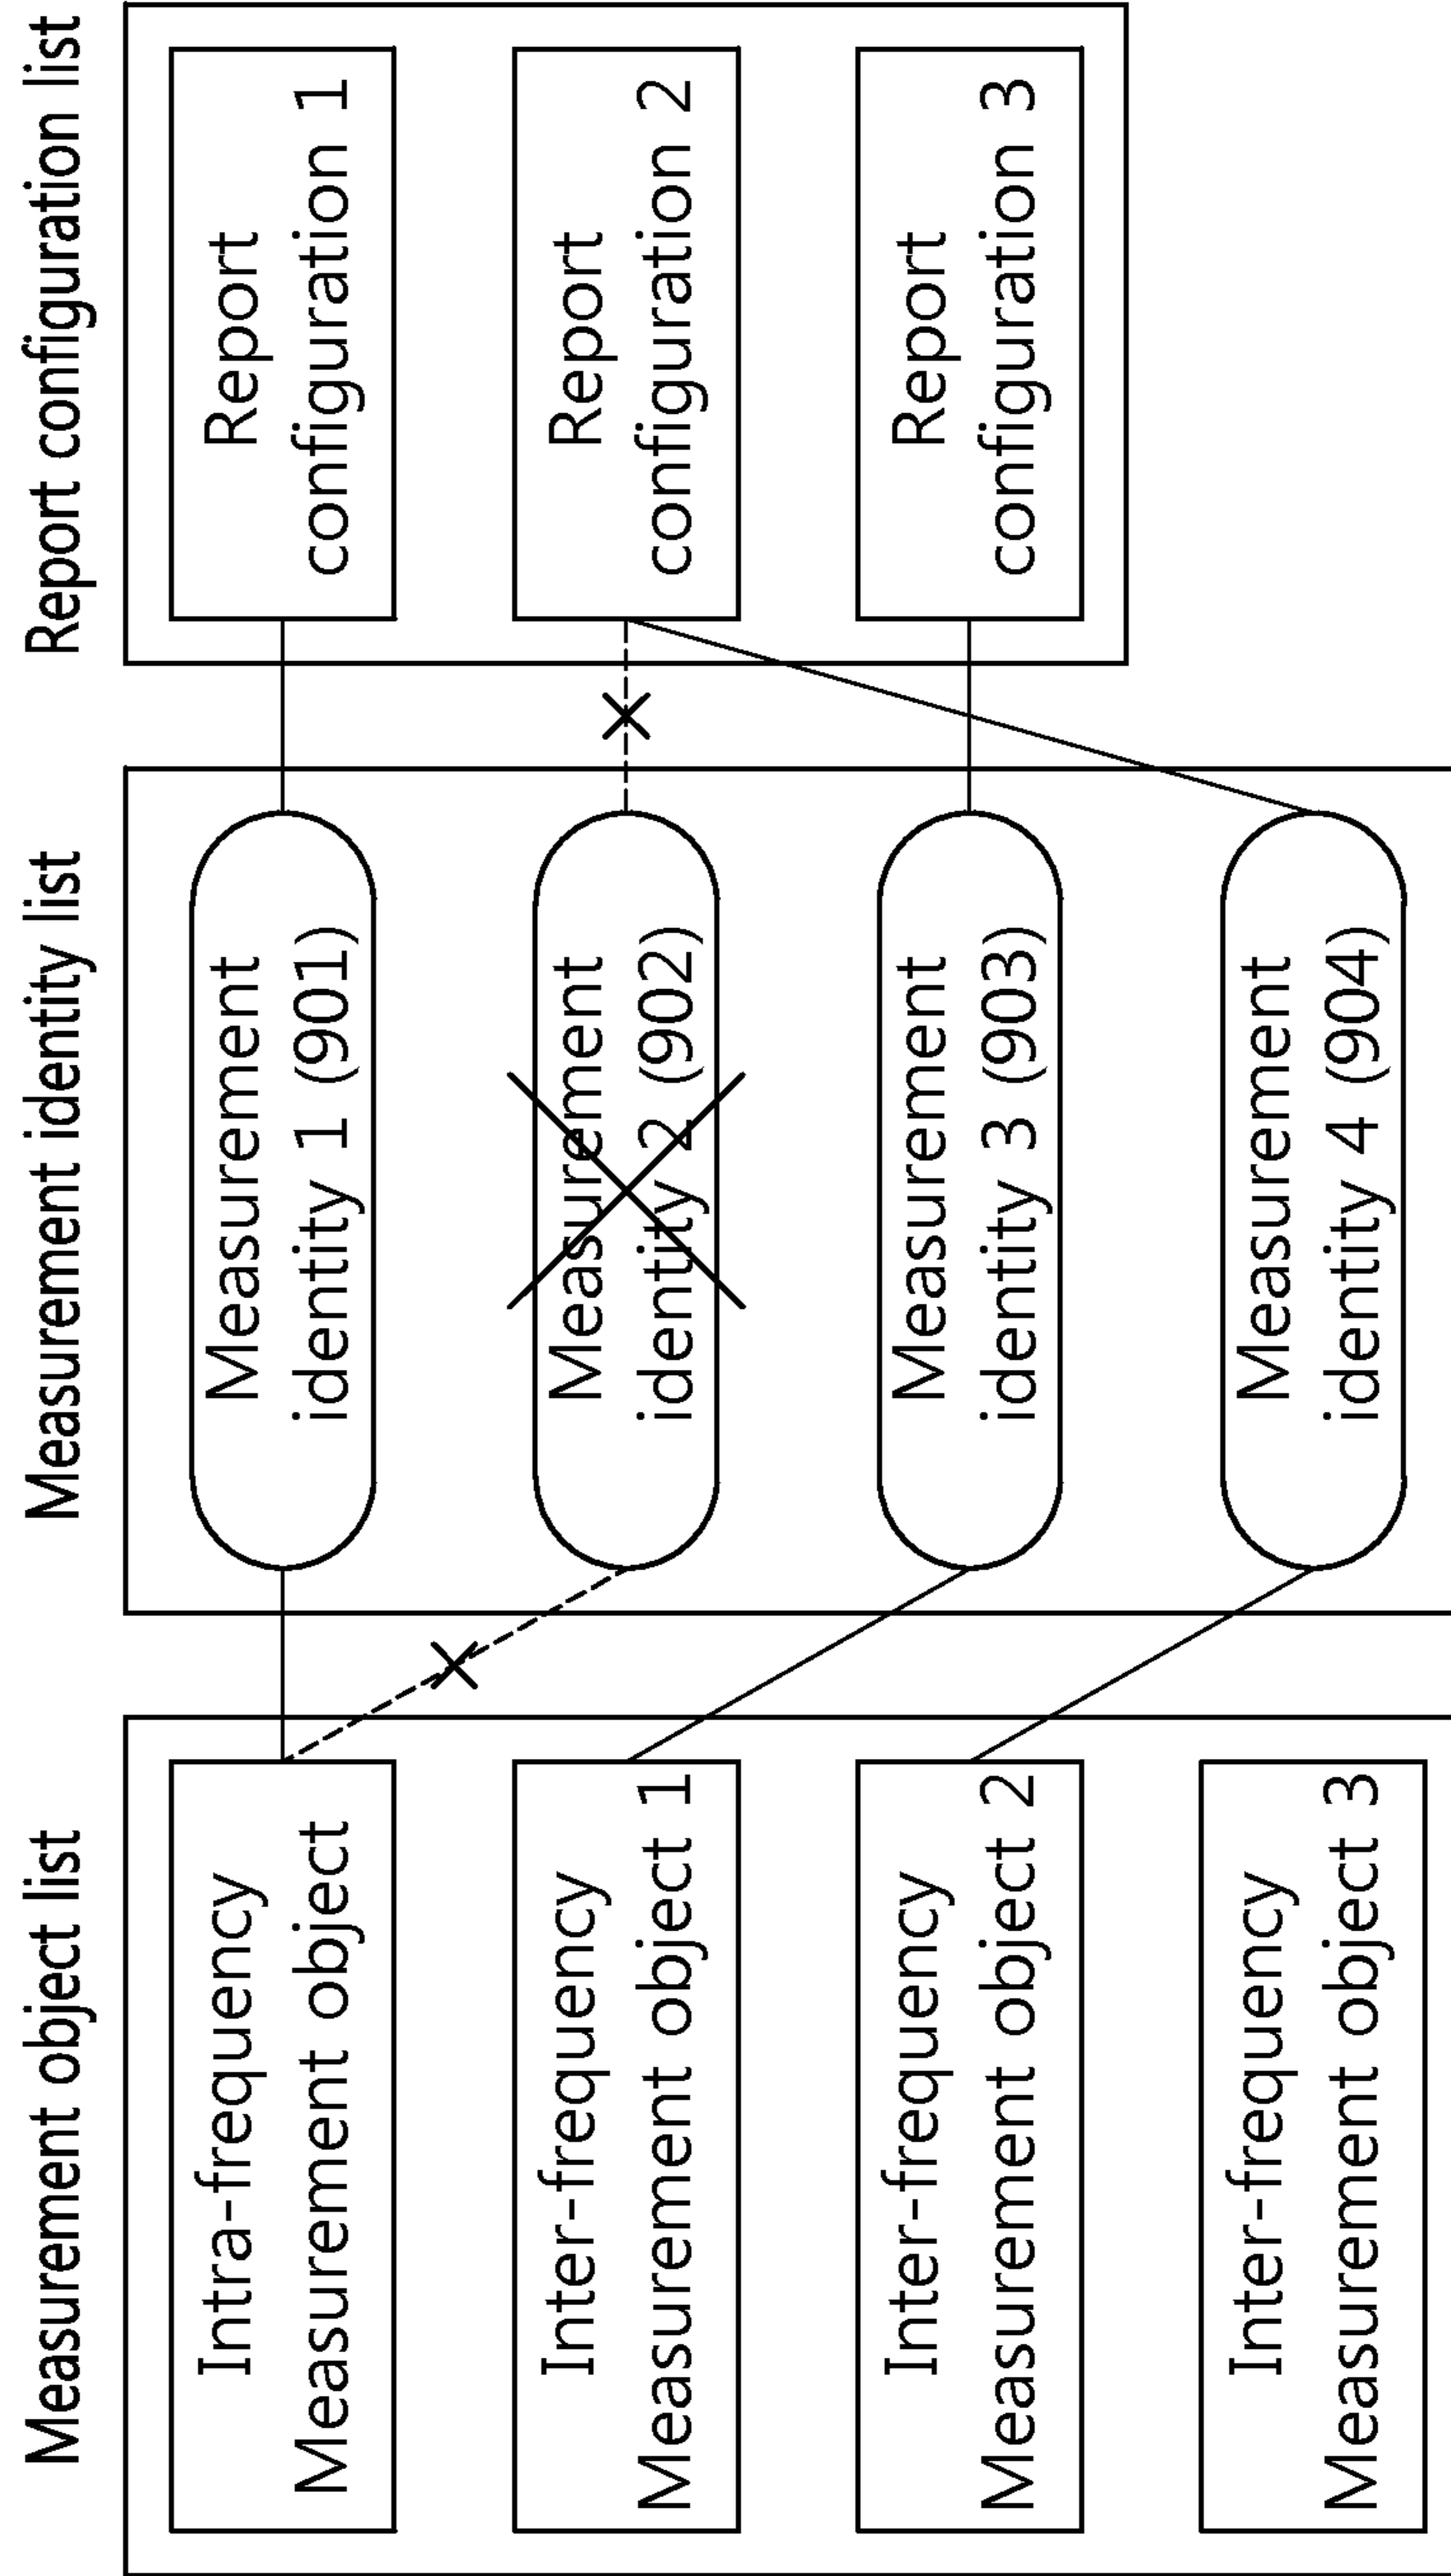 Measurement object list
Intra-frequency
Measurement object
Inter-frequency
Measurement object 1
Inter-frequency
Measurement object 2
Inter-frequency
Measurement object 3
Measurement identity list
Measurement
identity 1 (901)
Measurement
identity 2 (902)
Measurement
identity 3 (903)
Measurement
identity 4 (904)
Report configuration list
Report
configuration 1
Report
configuration 2
Report
configuration 3